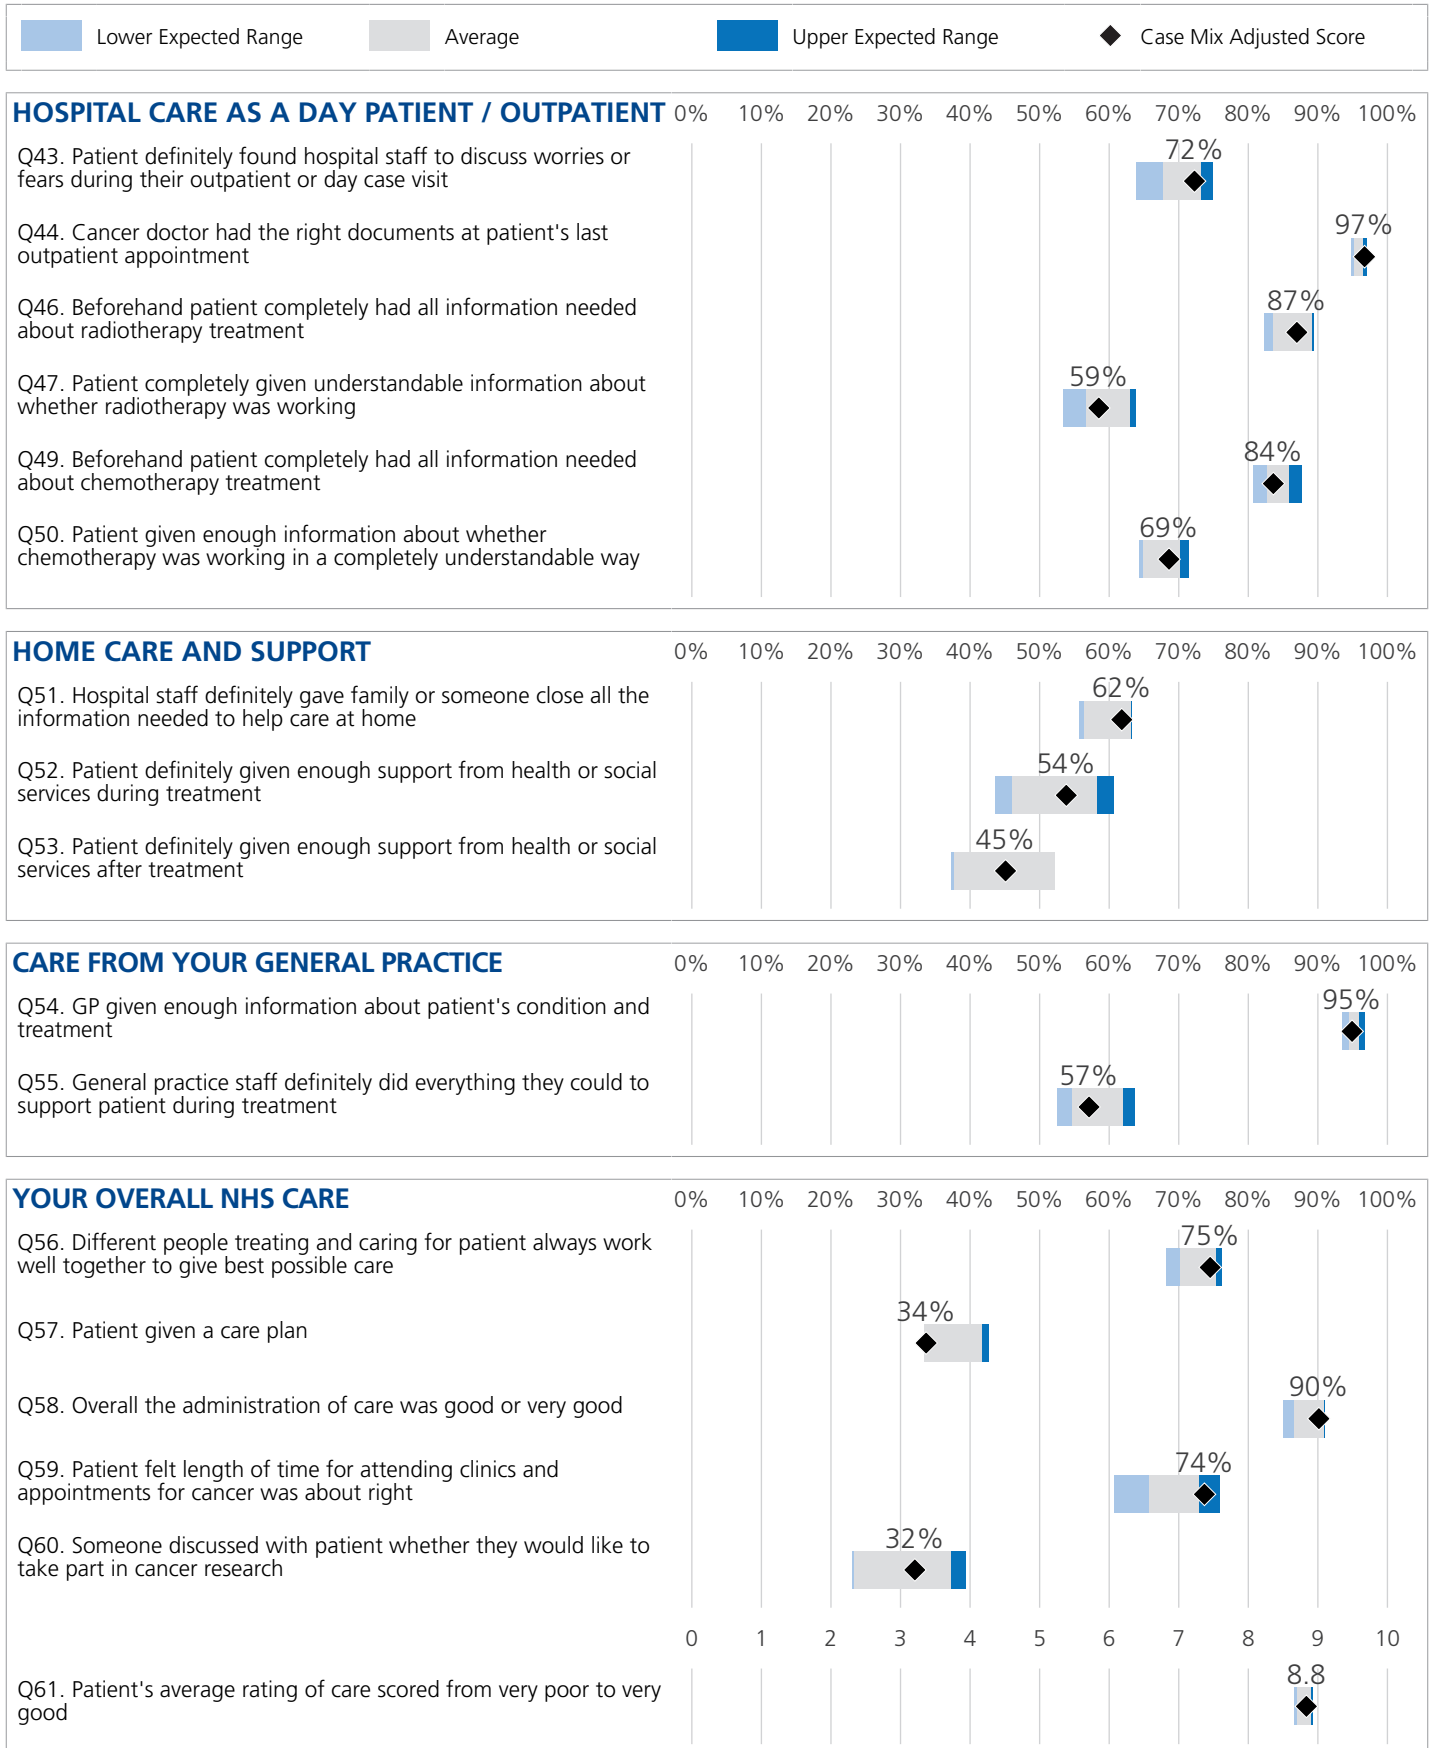 Lower Expected Range Average Upper Expected Range Case Mix Adjusted Score
HOSPITAL CARE AS A DAY PATIENT / OUTPATIENT 0% 10% 20% 30% 40% 50% 60% 70% 80% 90% 100%
Q43. Patient definitely found hospital staff to discuss worries or
fears during their outpatient or day case visit
72%
Q44. Cancer doctor had the right documents at patient's last
outpatient appointment
97%
Q46. Beforehand patient completely had all information needed
about radiotherapy treatment
87%
Q47. Patient completely given understandable information about
whether radiotherapy was working
59%
Q49. Beforehand patient completely had all information needed
about chemotherapy treatment
84%
Q50. Patient given enough information about whether
chemotherapy was working in a completely understandable way
69%
HOME CARE AND SUPPORT 0% 10% 20% 30% 40% 50% 60% 70% 80% 90% 100%
Q51. Hospital staff definitely gave family or someone close all the
information needed to help care at home
62%
Q52. Patient definitely given enough support from health or social
services during treatment
54%
Q53. Patient definitely given enough support from health or social
services after treatment
45%
CARE FROM YOUR GENERAL PRACTICE 0% 10% 20% 30% 40% 50% 60% 70% 80% 90% 100%
Q54. GP given enough information about patient's condition and
treatment
95%
Q55. General practice staff definitely did everything they could to
support patient during treatment
57%
YOUR OVERALL NHS CARE 0% 10% 20% 30% 40% 50% 60% 70% 80% 90% 100%
Q56. Different people treating and caring for patient always work
well together to give best possible care
75%
Q57. Patient given a care plan
34%
Q58. Overall the administration of care was good or very good
90%
Q59. Patient felt length of time for attending clinics and
appointments for cancer was about right
74%
Q60. Someone discussed with patient whether they would like to
take part in cancer research
32%
0 1 2 3 4 5 6 7 8 9 10
Q61. Patient's average rating of care scored from very poor to very
good
8.8